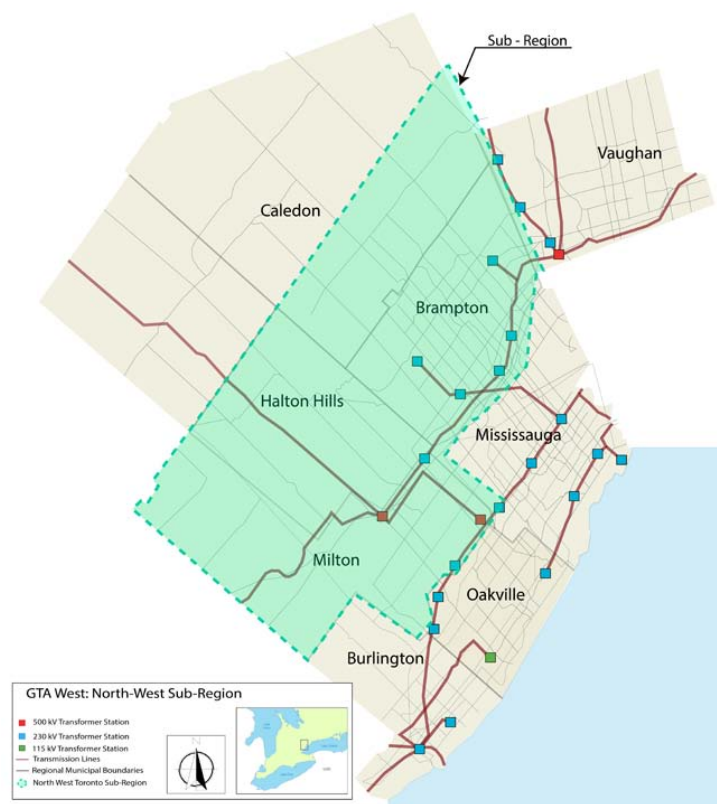 Sub - Region
Vaughan
Caledon
Brampton
Halton Hills
Mississauga
Milton
Oakville
Burlington
GTA West: North-West Sub-Region
500 kV Transformer Station
230 kV Transformer Station
115 kV Transformer Station
Transmission Lines
Regional Municipal Boundaries
North West Toronto Sub-Region